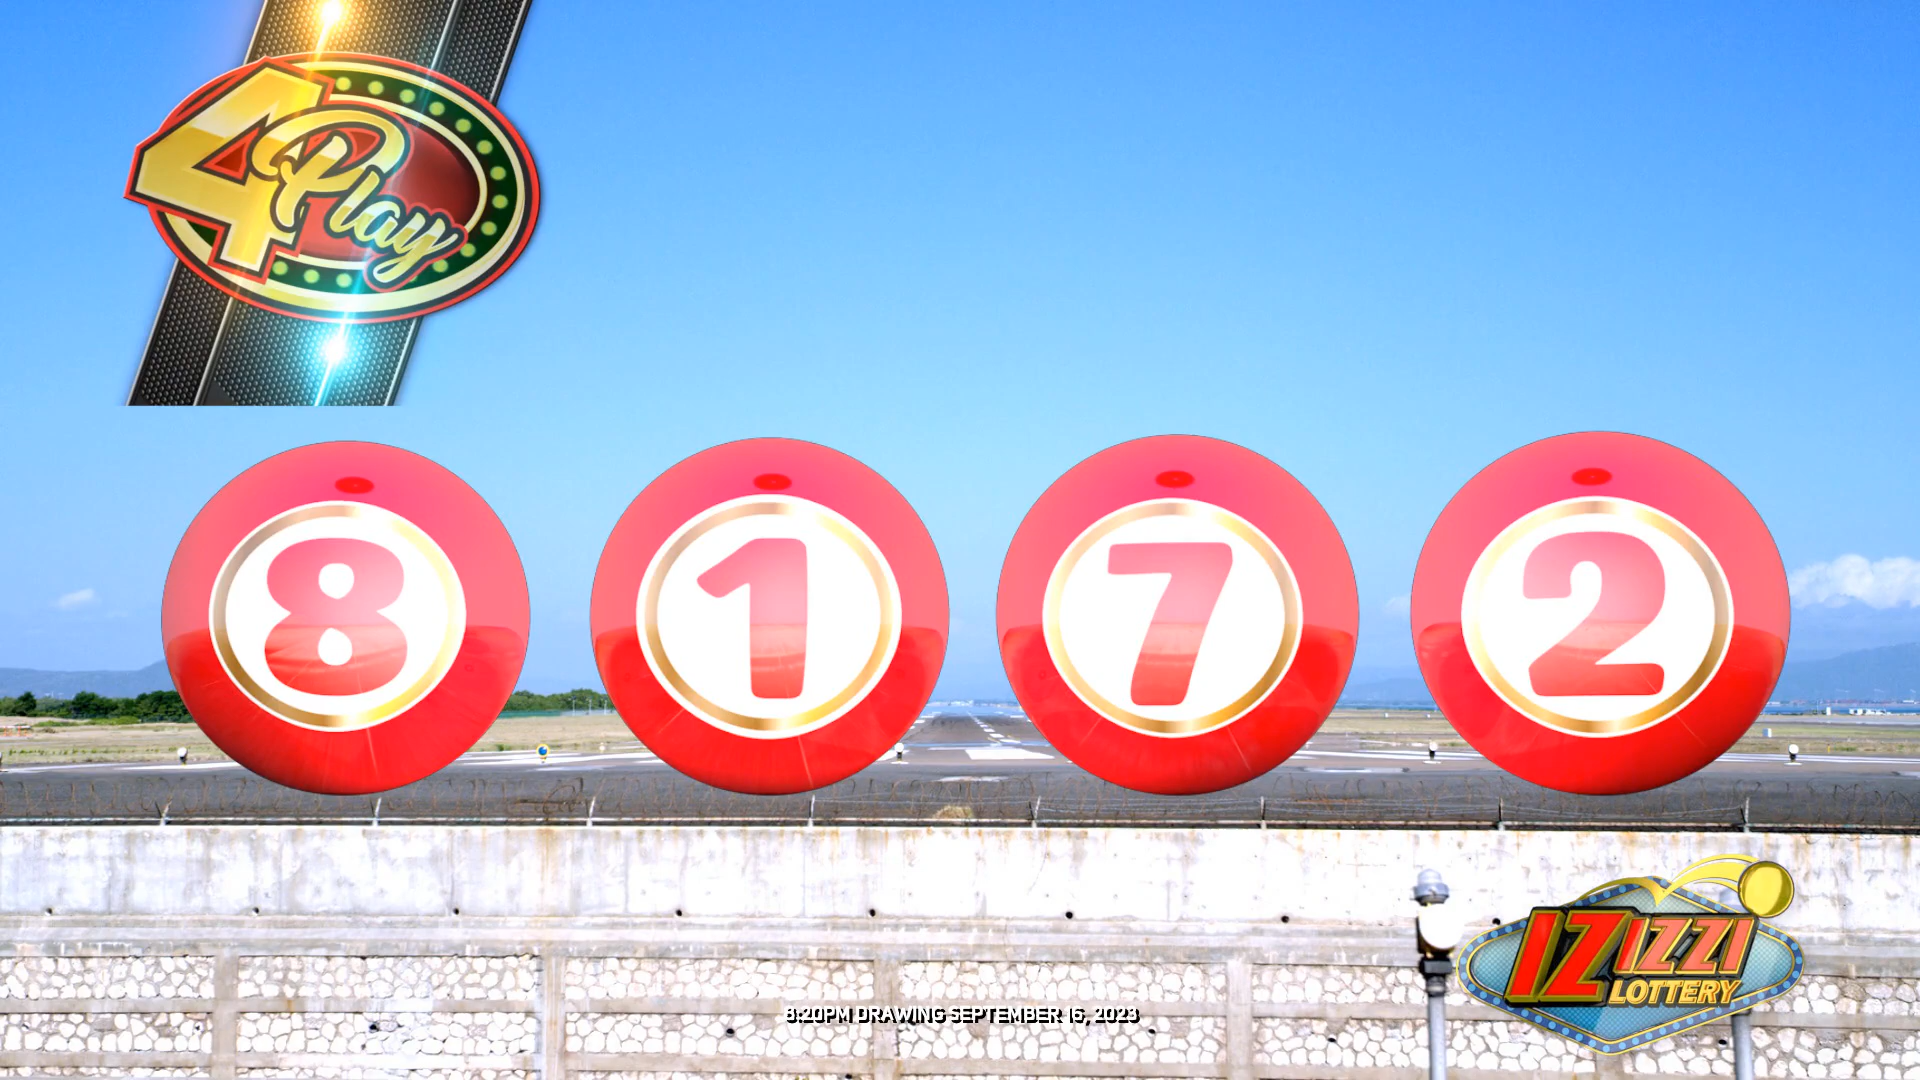 4Play
8 1 7 2
IZIZZI
LOTTERY
8:20PM DRAWING SEPTEMBER 16, 2023